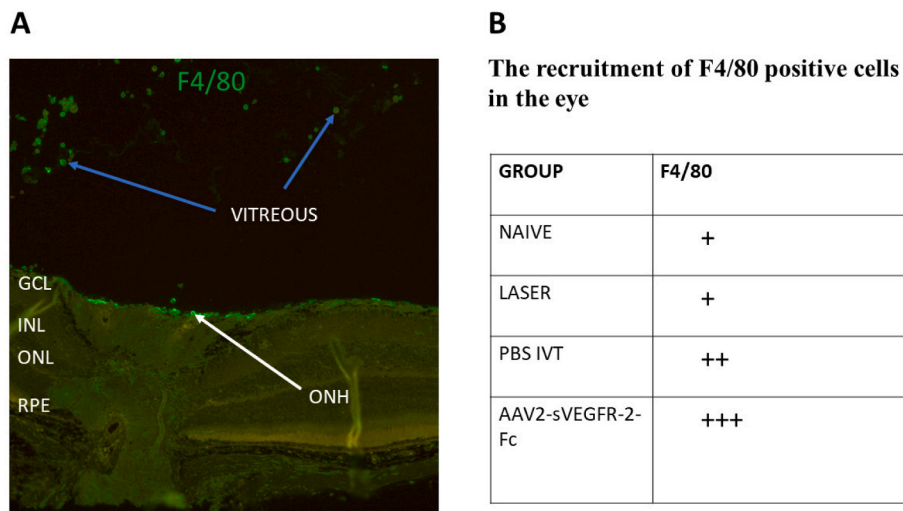 A
F4/80
VITREOUS
GCL
INL
ONL
RPE
ONH
B
The recruitment of F4/80 positive cells
in the eye
GROUP F4/80
NAIVE +
LASER +
PBS IVT ++
AAV2-sVEGFR-2-
Fc +++